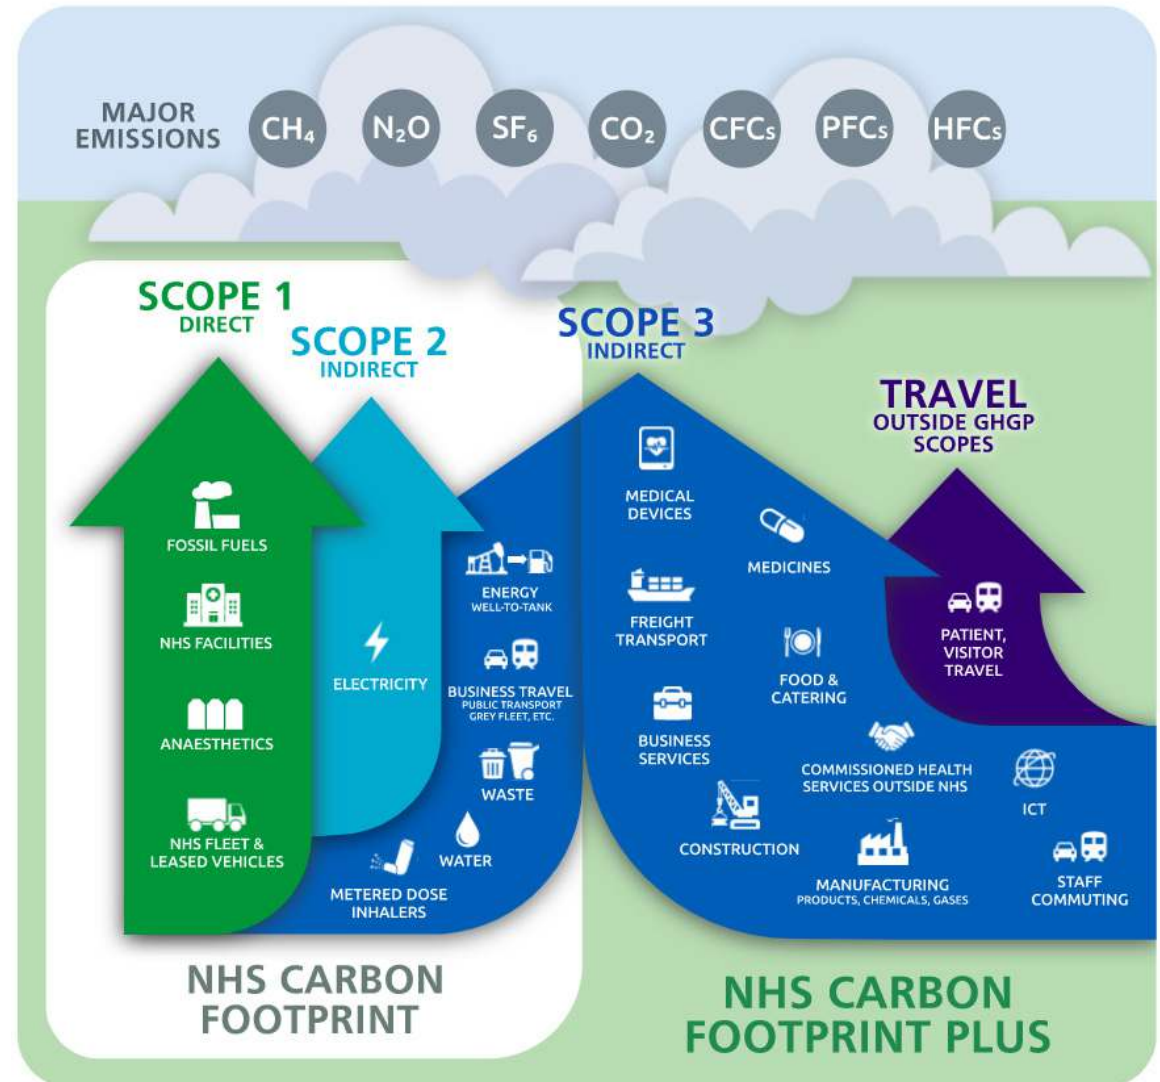 MAJOR
EMISSIONS
CH₄
N₂O
SF₆
CO₂
CFCs
PFCs
HFCs
SCOPE 1
DIRECT
FOSSIL FUELS
NHS FACILITIES
ANAESTHETICS
NHS FLEET &
LEASED VEHICLES
SCOPE 2
INDIRECT
ELECTRICITY
SCOPE 3
INDIRECT
ENERGY
WELL-TO-TANK
BUSINESS TRAVEL
PUBLIC TRANSPORT
GREY FLEET, ETC.
WASTE
WATER
METERED DOSE
INHALERS
MEDICAL
DEVICES
MEDICINES
FREIGHT
TRANSPORT
FOOD &
CATERING
BUSINESS
SERVICES
COMMISSIONED HEALTH
SERVICES OUTSIDE NHS
ICT
CONSTRUCTION
MANUFACTURING
PRODUCTS, CHEMICALS, GASES
STAFF
COMMUTING
TRAVEL
OUTSIDE GHGP
SCOPES
PATIENT,
VISITOR
TRAVEL
NHS CARBON
FOOTPRINT
NHS CARBON
FOOTPRINT PLUS